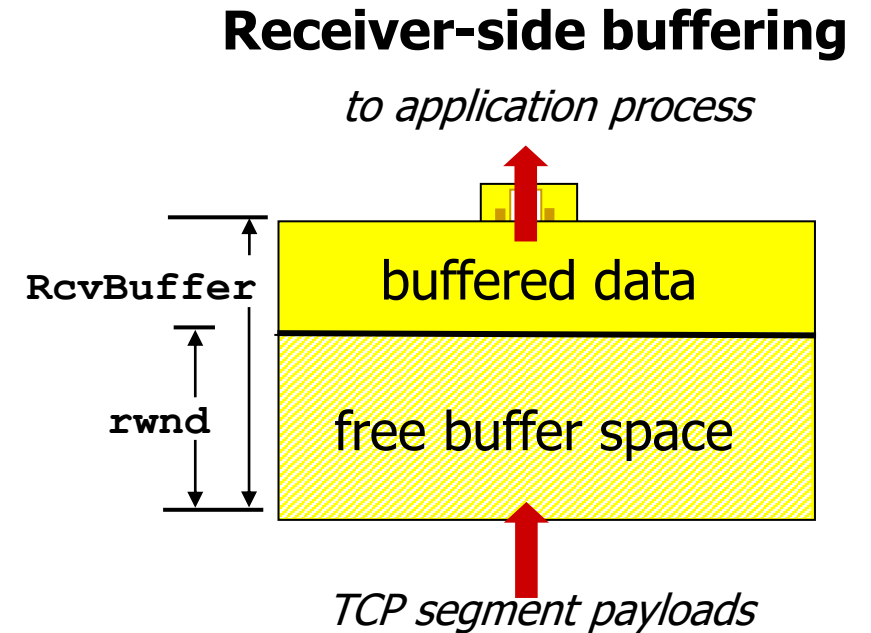 Receiver-side buffering
to application process
RcvBuffer
buffered data
rwnd
free buffer space
TCP segment payloads